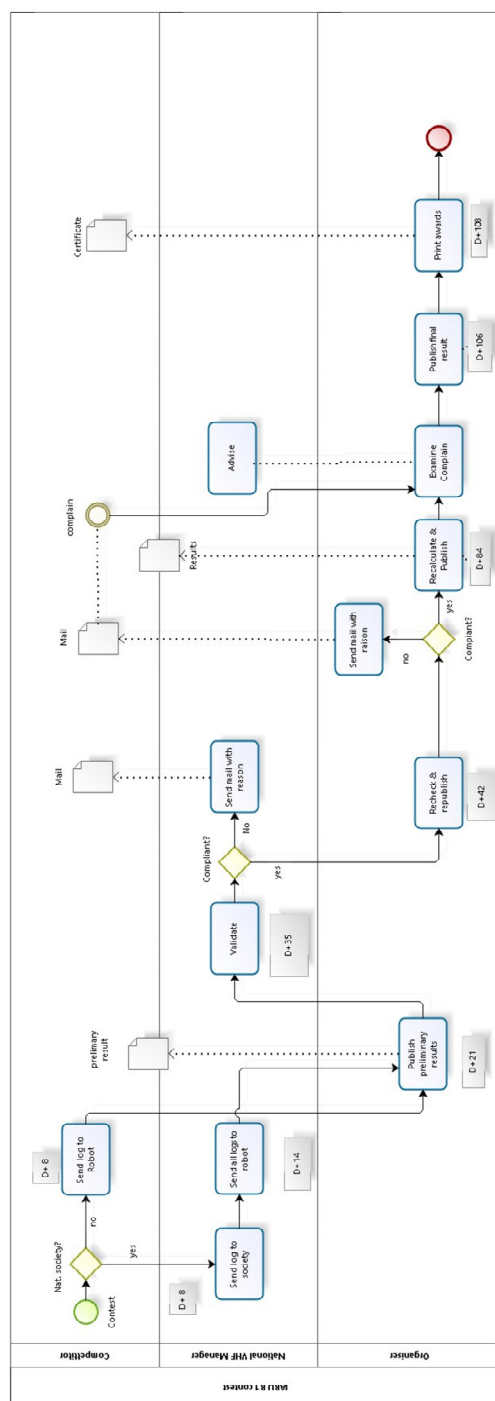 IARU R1 contest
Competitor
National VHF Manager
Organiser
Contest
Nat. society?
no
yes
D+ 8
Send log to
Robot
D+ 8
Send log to
society
Send all logs to
robot
D+14
prelimary
result
Publish
preliminary
results
D+21
Validate
D+35
Compliant?
No
yes
Send mail with
reason
Mail
Recheck &
republish
D+42
Compliant?
no
yes
Send mail with
raison
Mail
Recalculate &
Publish
D+84
Results
complain
Advise
Examine
Complain
Publish final
result
D+106
Print awards
D+108
Certificate